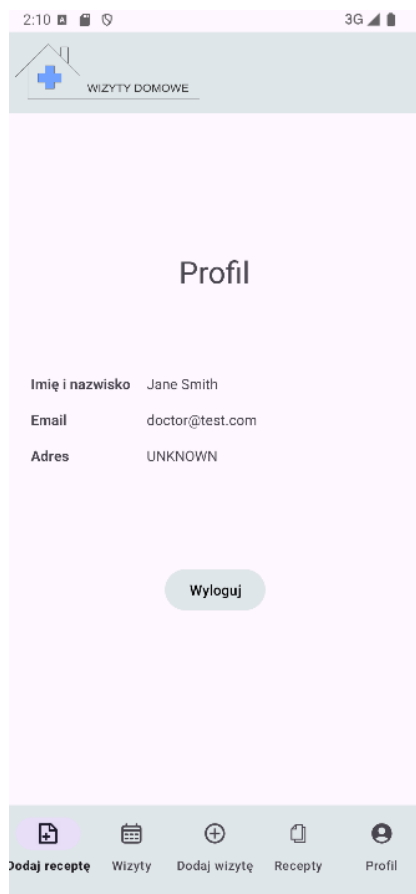 2:10 3G
WIZYTY DOMOWE
Profil
Imię i nazwisko Jane Smith
Email doctor@test.com
Adres UNKNOWN
Wyloguj
Dodaj receptę Wizyty Dodaj wizytę Recepty Profil